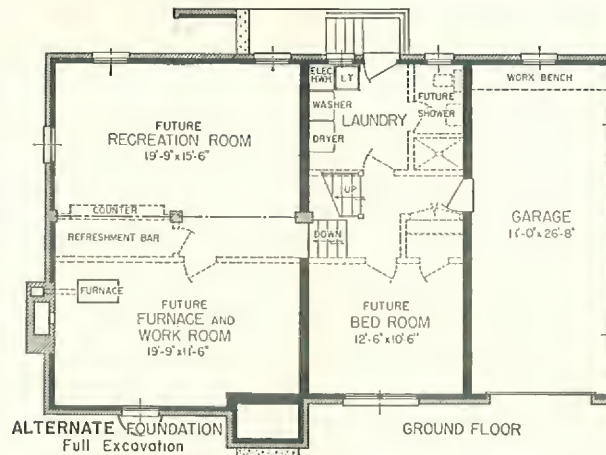 ELEC
HWH
LT
WASHER
DRYER
LAUNDRY
FUTURE
SHOWER
WORK BENCH
FUTURE
RECREATION ROOM
19'-9"x15'-6"
COUNTER
REFRESHMENT BAR
UP
DOWN
GARAGE
11'-0"x26'-8"
FURNACE
FUTURE
FURNACE AND
WORK ROOM
19'-9"x11'-6"
FUTURE
BED ROOM
12'-6"x10'-6"
ALTERNATE FOUNDATION
Full Excavation
GROUND FLOOR